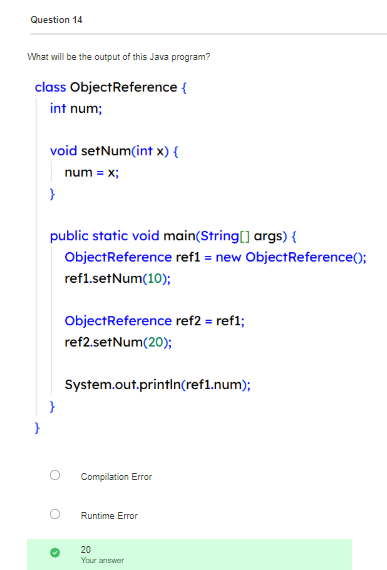 Question 14
What will be the output of this Java program?
class ObjectReference {
int num;
void setNum(int x) {
num = x;
}
public static void main(String[] args) {
ObjectReference ref1 = new ObjectReference();
ref1.setNum(10);
ObjectReference ref2 = ref1;
ref2.setNum(20);
System.out.println(ref1.num);
}
}
Compilation Error
Runtime Error
20
Your answer